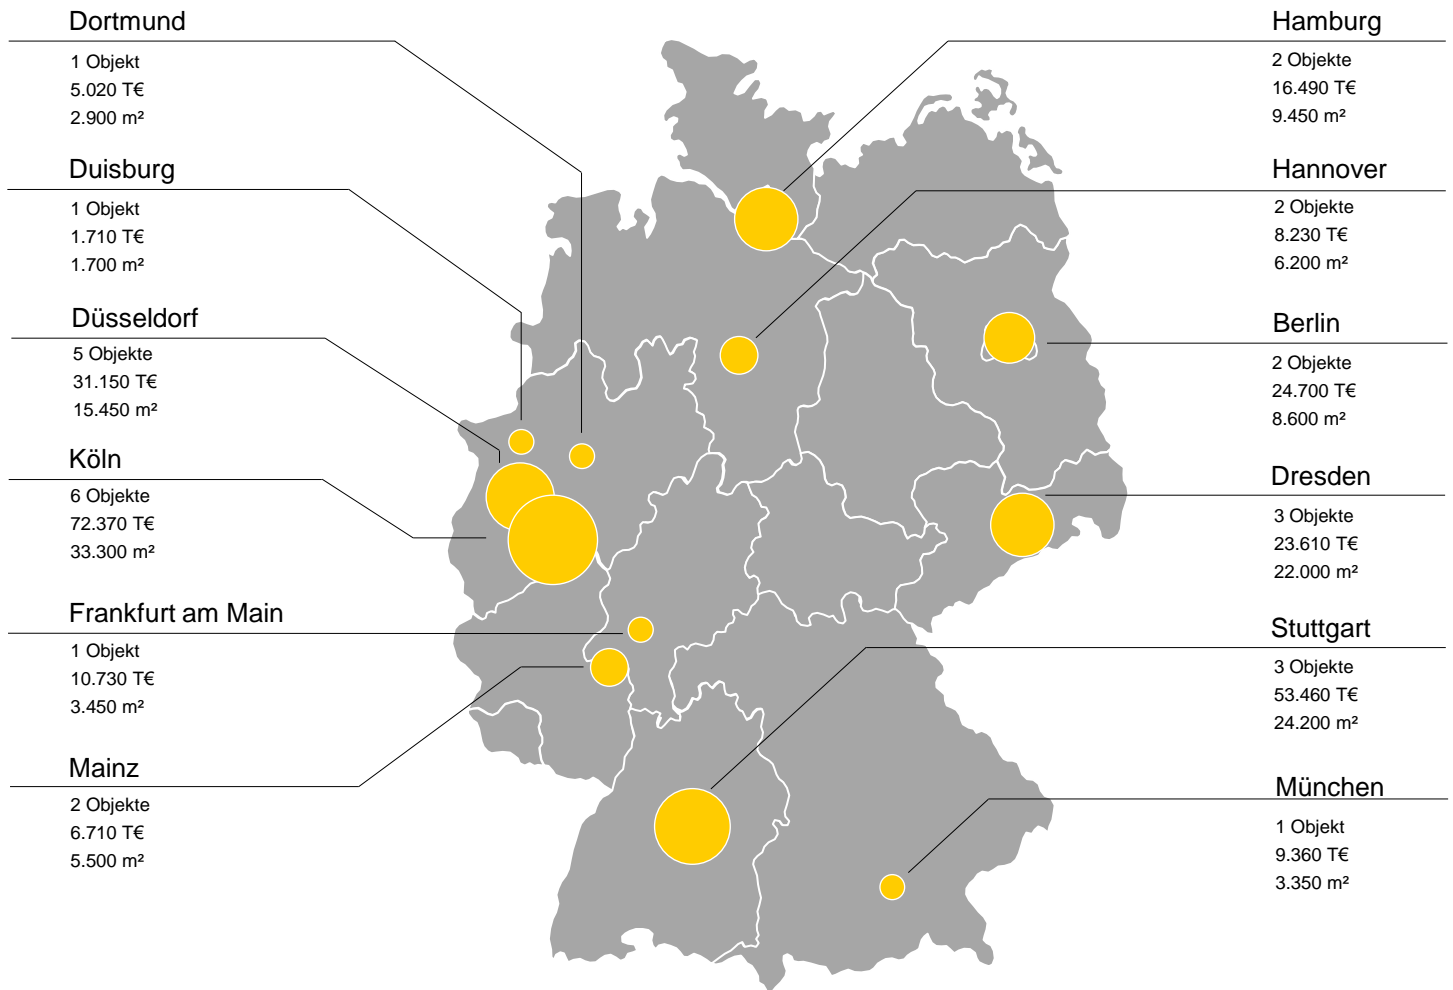 Dortmund
1 Objekt
5.020 T€
2.900 m²
Duisburg
1 Objekt
1.710 T€
1.700 m²
Düsseldorf
5 Objekte
31.150 T€
15.450 m²
Köln
6 Objekte
72.370 T€
33.300 m²
Frankfurt am Main
1 Objekt
10.730 T€
3.450 m²
Mainz
2 Objekte
6.710 T€
5.500 m²
Hamburg
2 Objekte
16.490 T€
9.450 m²
Hannover
2 Objekte
8.230 T€
6.200 m²
Berlin
2 Objekte
24.700 T€
8.600 m²
Dresden
3 Objekte
23.610 T€
22.000 m²
Stuttgart
3 Objekte
53.460 T€
24.200 m²
München
1 Objekt
9.360 T€
3.350 m²